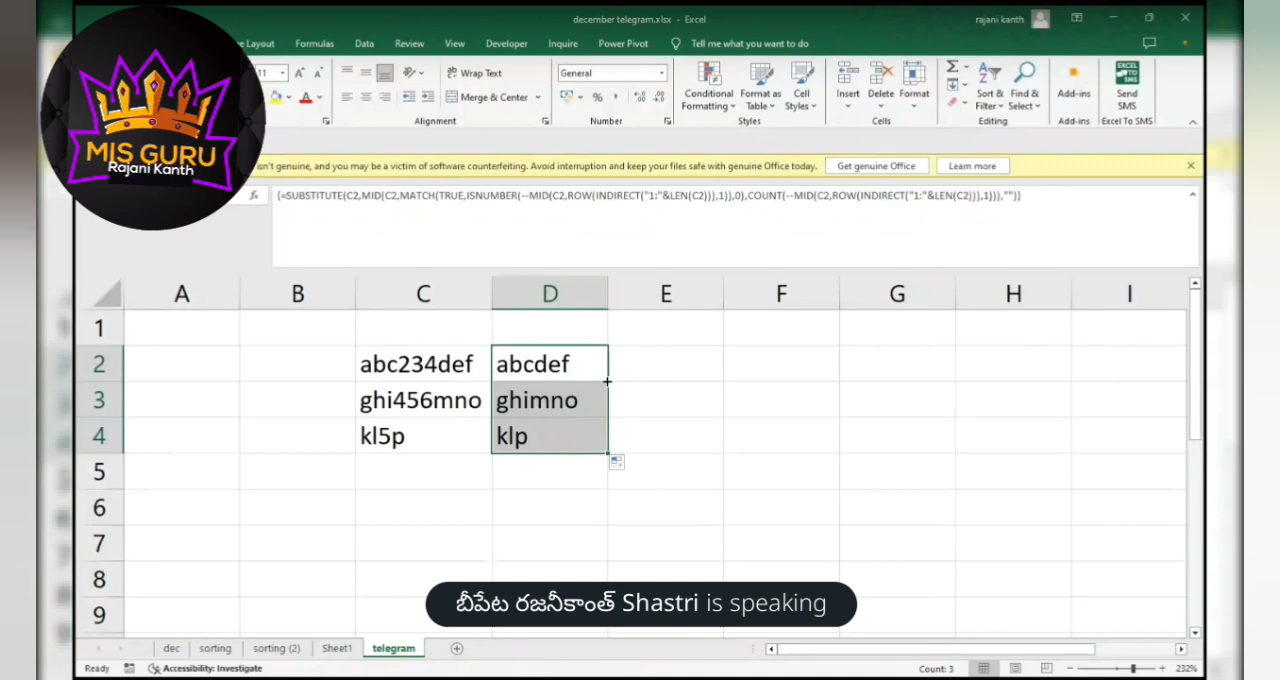 december telegram.xlsx - Excel
rajani kanth
e Layout Formulas Data Review View Developer Inquire Power Pivot Tell me what you want to do
11 A A Wrap Text General
Merge & Center % Conditional Formatting Format as Table Cell Styles Insert Delete Format Sort & Filter Find & Select Add-ins Send SMS
Alignment Number Styles Cells Editing Add-ins Excel To SMS
MIS GURU
Rajani Kanth
isn't genuine, and you may be a victim of software counterfeiting. Avoid interruption and keep your files safe with genuine Office today. Get genuine Office Learn more
fx {=SUBSTITUTE(C2,MID(C2,MATCH(TRUE,ISNUMBER(--MID(C2,ROW(INDIRECT("1:"&LEN(C2))),1)),0),COUNT(--MID(C2,ROW(INDIRECT("1:"&LEN(C2))),1))),"")}
A B C D E F G H I
1
2 abc234def abcdef
3 ghi456mno ghimno
4 kl5p klp
5
6
7
8
9
బీపేట రజనీకాంత్ Shastri is speaking
dec sorting sorting (2) Sheet1 telegram
Ready Accessibility: Investigate Count: 3 232%